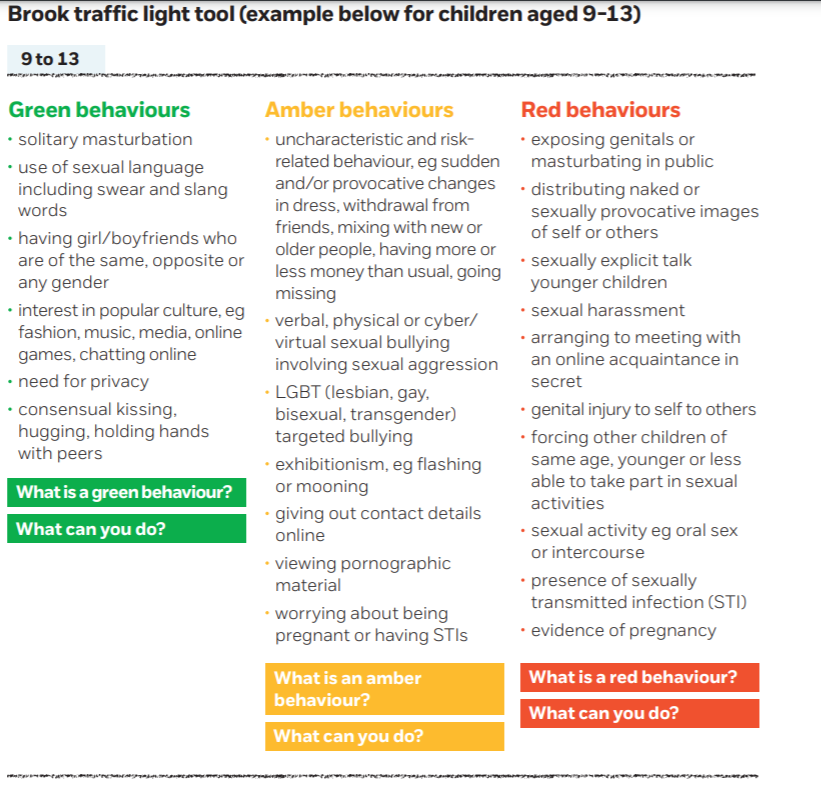 Brook traffic light tool (example below for children aged 9–13)
9 to 13
Green behaviours
• solitary masturbation
• use of sexual language
including swear and slang
words
• having girl/boyfriends who
are of the same, opposite or
any gender
• interest in popular culture, eg
fashion, music, media, online
games, chatting online
• need for privacy
• consensual kissing,
hugging, holding hands
with peers
What is a green behaviour?
What can you do?
Amber behaviours
• uncharacteristic and risk-
related behaviour, eg sudden
and/or provocative changes
in dress, withdrawal from
friends, mixing with new or
older people, having more or
less money than usual, going
missing
• verbal, physical or cyber/
virtual sexual bullying
involving sexual aggression
• LGBT (lesbian, gay,
bisexual, transgender)
targeted bullying
• exhibitionism, eg flashing
or mooning
• giving out contact details
online
• viewing pornographic
material
• worrying about being
pregnant or having STIs
What is an amber
behaviour?
What can you do?
Red behaviours
• exposing genitals or
masturbating in public
• distributing naked or
sexually provocative images
of self or others
• sexually explicit talk
younger children
• sexual harassment
• arranging to meeting with
an online acquaintance in
secret
• genital injury to self to others
• forcing other children of
same age, younger or less
able to take part in sexual
activities
• sexual activity eg oral sex
or intercourse
• presence of sexually
transmitted infection (STI)
• evidence of pregnancy
What is a red behaviour?
What can you do?